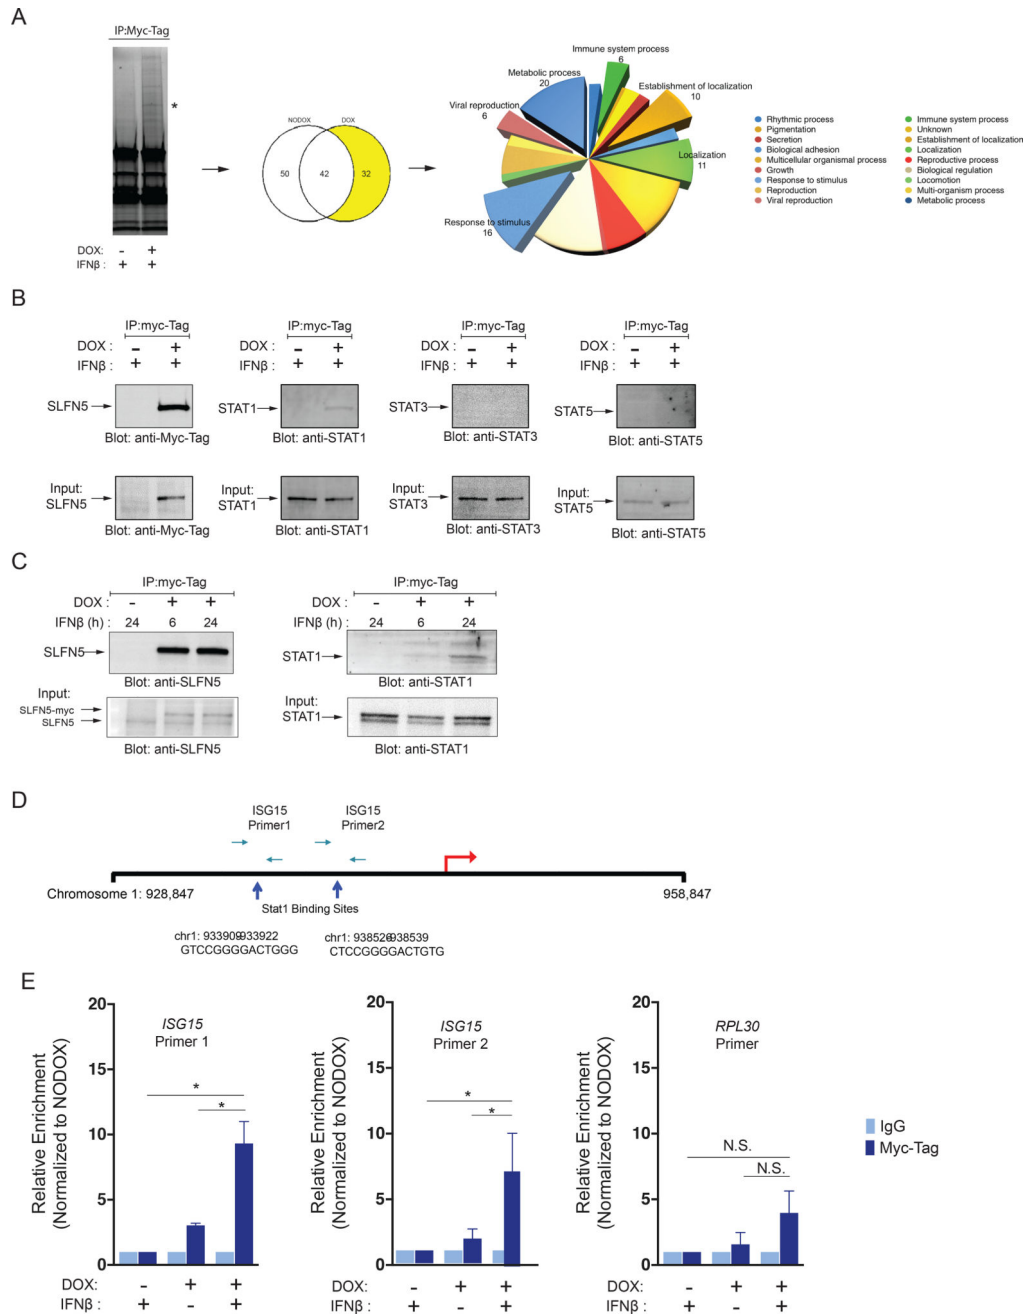 A
IP:Myc-Tag
*
DOX: - +
IFNβ : + +
NODOX DOX
50 42 32
Immune system process
6
Metabolic process
20
Establishment of localization
10
Viral reproduction
6
Localization
11
Response to stimulus
16
Rhythmic process
Pigmentation
Secretion
Biological adhesion
Multicellular organismal process
Growth
Response to stimulus
Reproduction
Viral reproduction
Immune system process
Unknown
Establishment of localization
Localization
Reproductive process
Biological regulation
Locomotion
Multi-organism process
Metabolic process
B
IP:myc-Tag IP:myc-Tag IP:myc-Tag IP:myc-Tag
DOX : - + DOX : - + DOX : - + DOX : - +
IFNβ : + + IFNβ : + + IFNβ : + + IFNβ : + +
SLFN5 STAT1 STAT3 STAT5
Blot: anti-Myc-Tag Blot: anti-STAT1 Blot: anti-STAT3 Blot: anti-STAT5
Input: Input: Input: Input:
SLFN5 STAT1 STAT3 STAT5
Blot: anti-Myc-Tag Blot: anti-STAT1 Blot: anti-STAT3 Blot: anti-STAT5
C
IP:myc-Tag IP:myc-Tag
DOX : - + + DOX : - + +
IFNβ (h) : 24 6 24 IFNβ (h) : 24 6 24
SLFN5 STAT1
Blot: anti-SLFN5 Blot: anti-STAT1
Input: Input:
SLFN5-myc
SLFN5 STAT1
Blot: anti-SLFN5 Blot: anti-STAT1
D
ISG15 ISG15
Primer1 Primer2
Chromosome 1: 928,847 958,847
Stat1 Binding Sites
chr1: 933909-933922 chr1: 938526-938539
GTCCGGGGACTGGG CTCCGGGGACTGTG
E
Relative Enrichment
(Normalized to NODOX)
20
15
10
5
0
ISG15
Primer 1
*
*
DOX: - + +
IFNβ : + - +
Relative Enrichment
(Normalized to NODOX)
20
15
10
5
0
ISG15
Primer 2
*
*
DOX: - + +
IFNβ : + - +
Relative Enrichment
(Normalized to NODOX)
20
15
10
5
0
RPL30
Primer
N.S.
N.S.
DOX: - + +
IFNβ : + - +
IgG
Myc-Tag